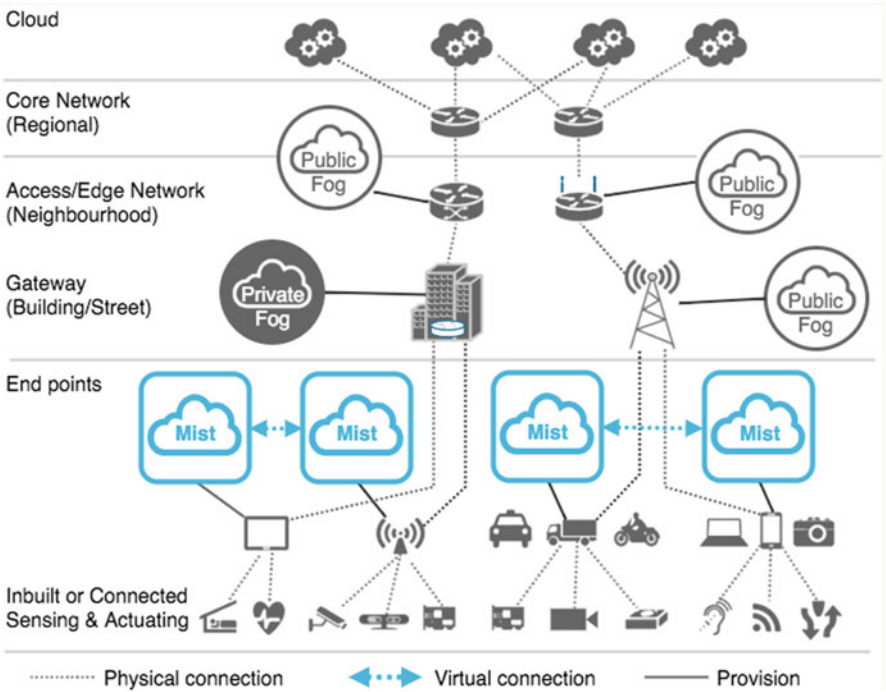 Cloud
Core Network
(Regional)
Public
Fog
Access/Edge Network
(Neighbourhood)
Public
Fog
Gateway
(Building/Street)
Private
Fog
Public
Fog
End points
Mist
Mist
Mist
Mist
Inbuilt or Connected
Sensing & Actuating
Physical connection
Virtual connection
Provision